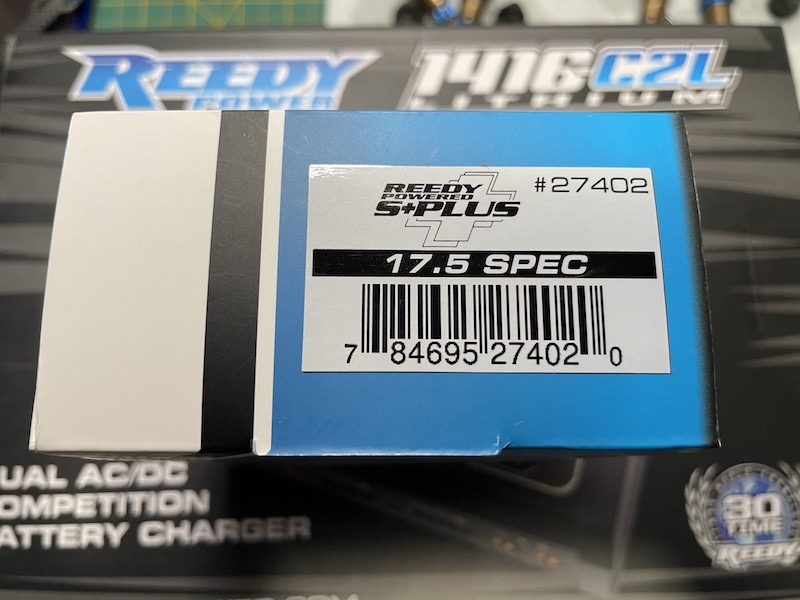 REEDY
POWER
1416-C2L
LITHIUM
REEDY
POWERED
S+PLUS
#27402
17.5 SPEC
7 84695 27402 0
UAL AC/DC
OMPETITION
ATTERY CHARGER
30
TIME
REEDY